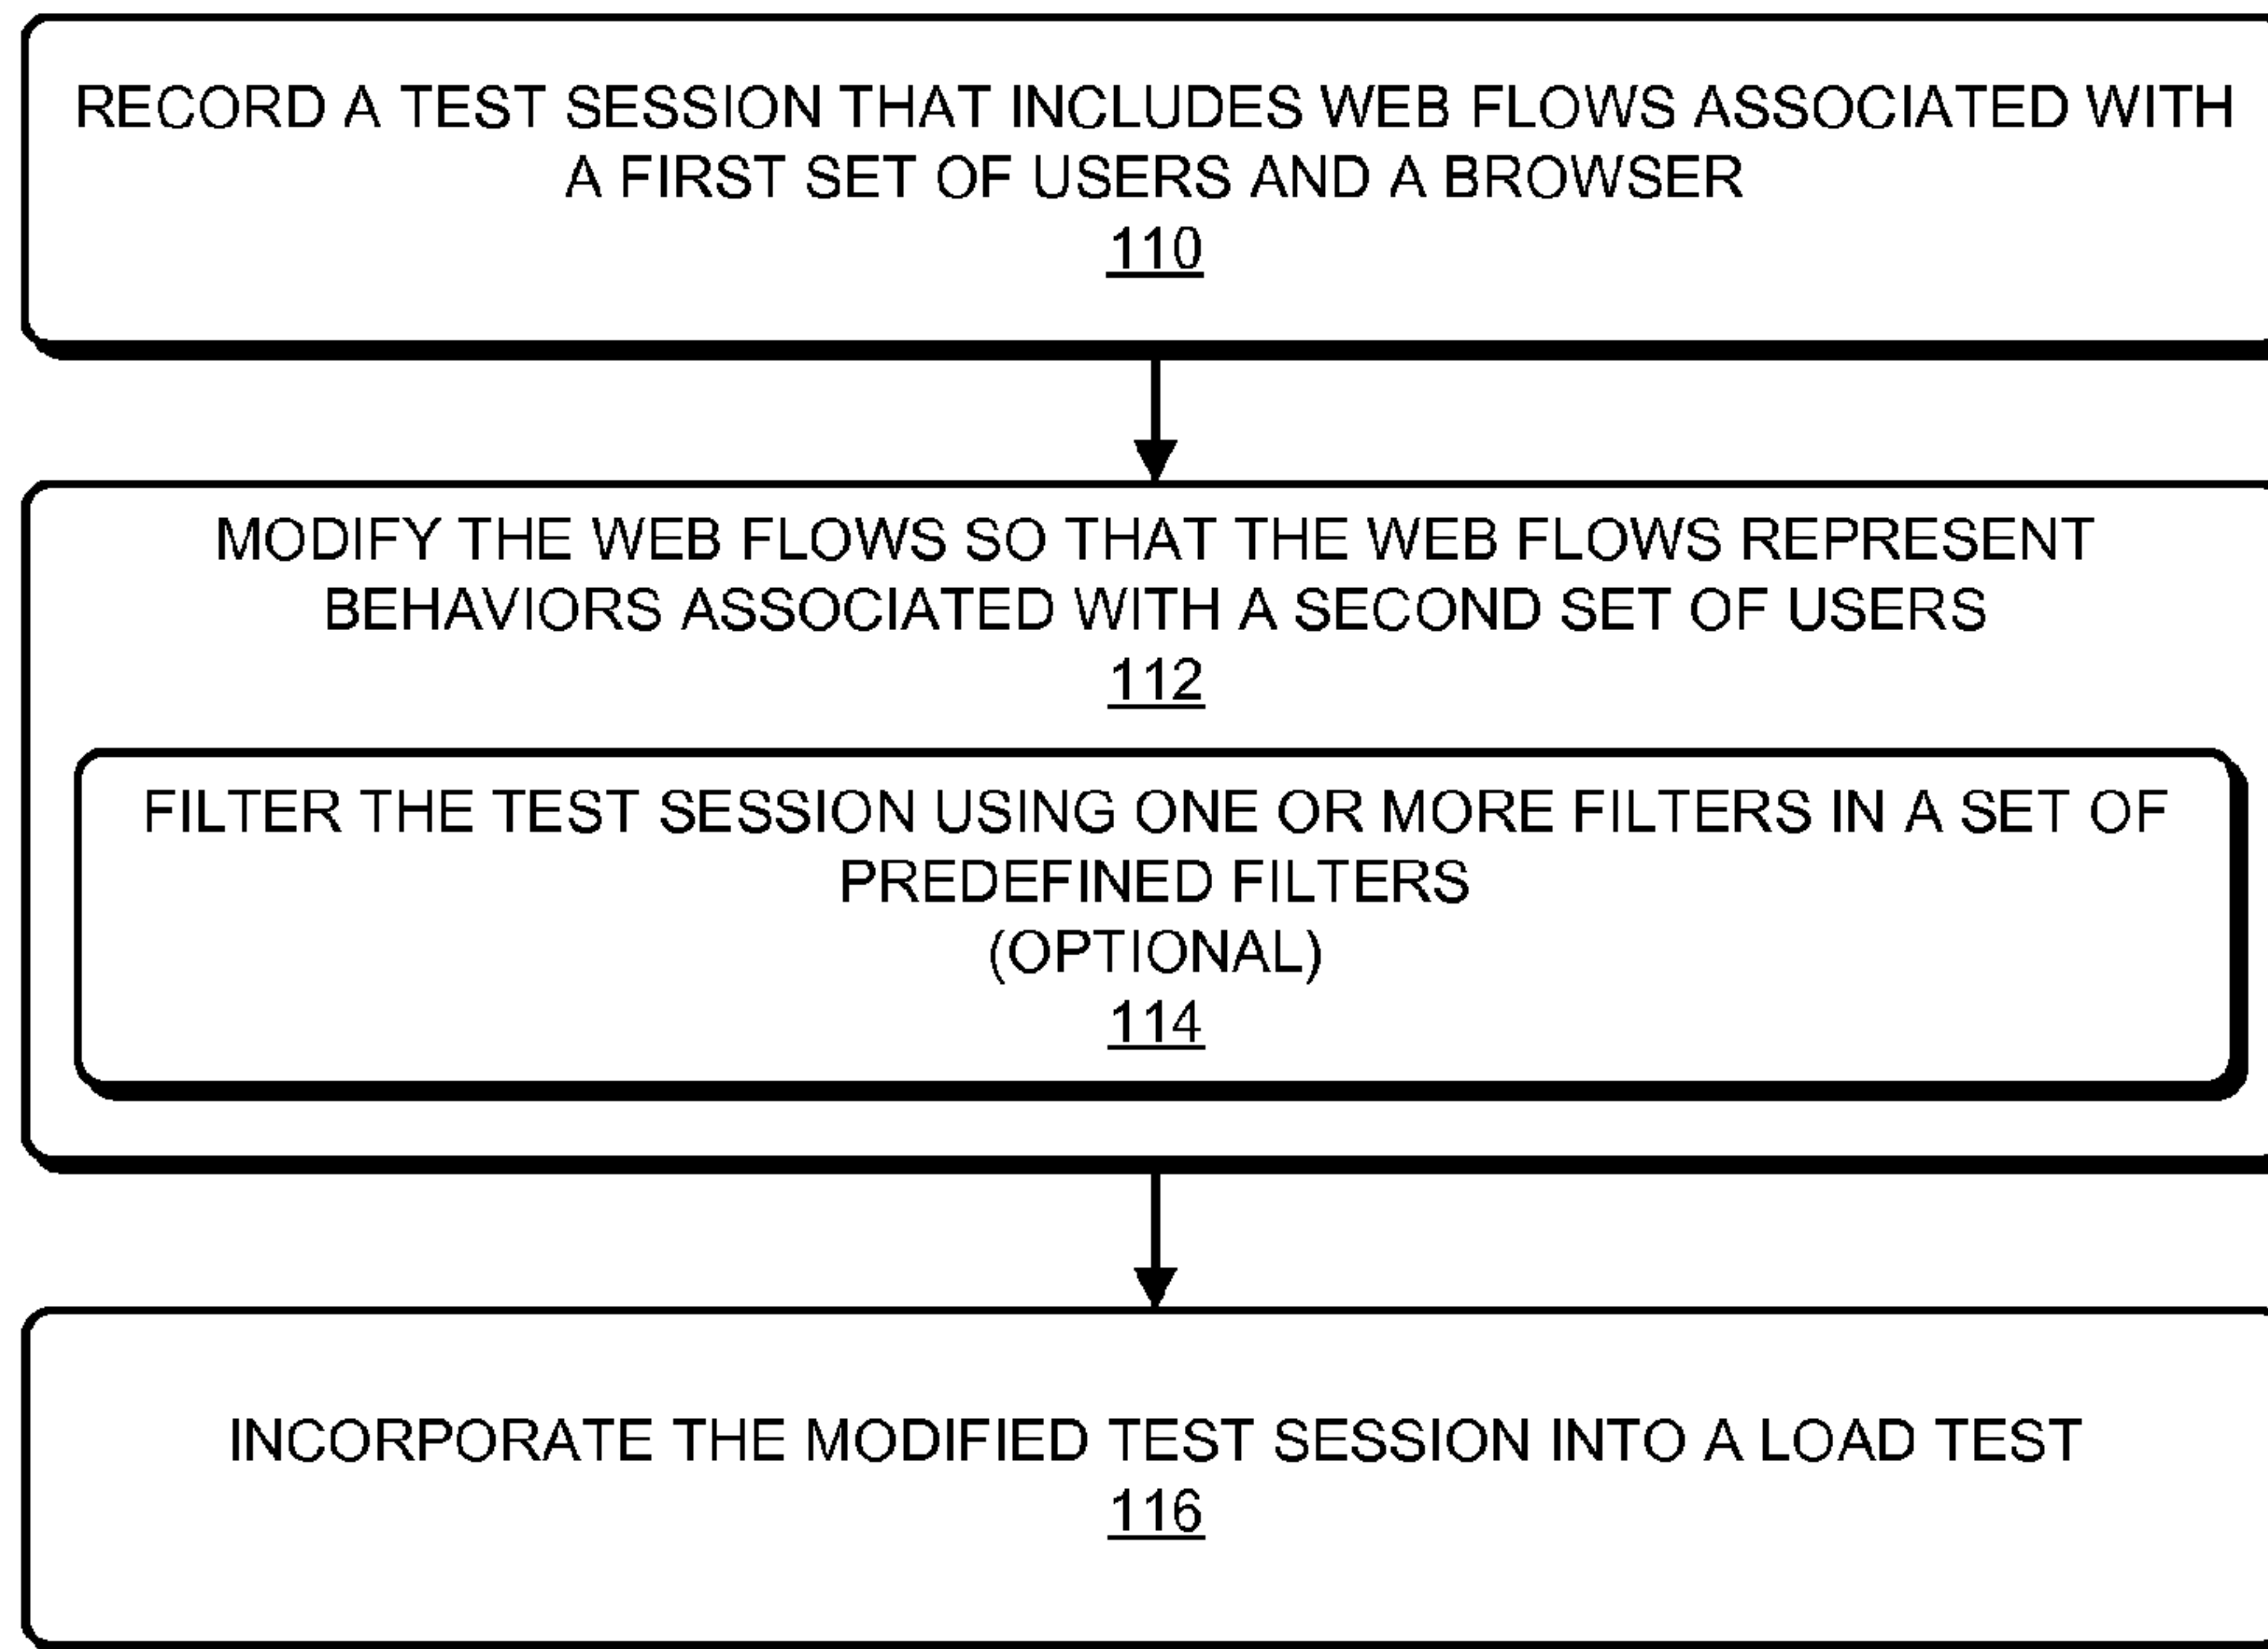 RECORD A TEST SESSION THAT INCLUDES WEB FLOWS ASSOCIATED WITH
A FIRST SET OF USERS AND A BROWSER
110
MODIFY THE WEB FLOWS SO THAT THE WEB FLOWS REPRESENT
BEHAVIORS ASSOCIATED WITH A SECOND SET OF USERS
112
FILTER THE TEST SESSION USING ONE OR MORE FILTERS IN A SET OF
PREDEFINED FILTERS
(OPTIONAL)
114
INCORPORATE THE MODIFIED TEST SESSION INTO A LOAD TEST
116